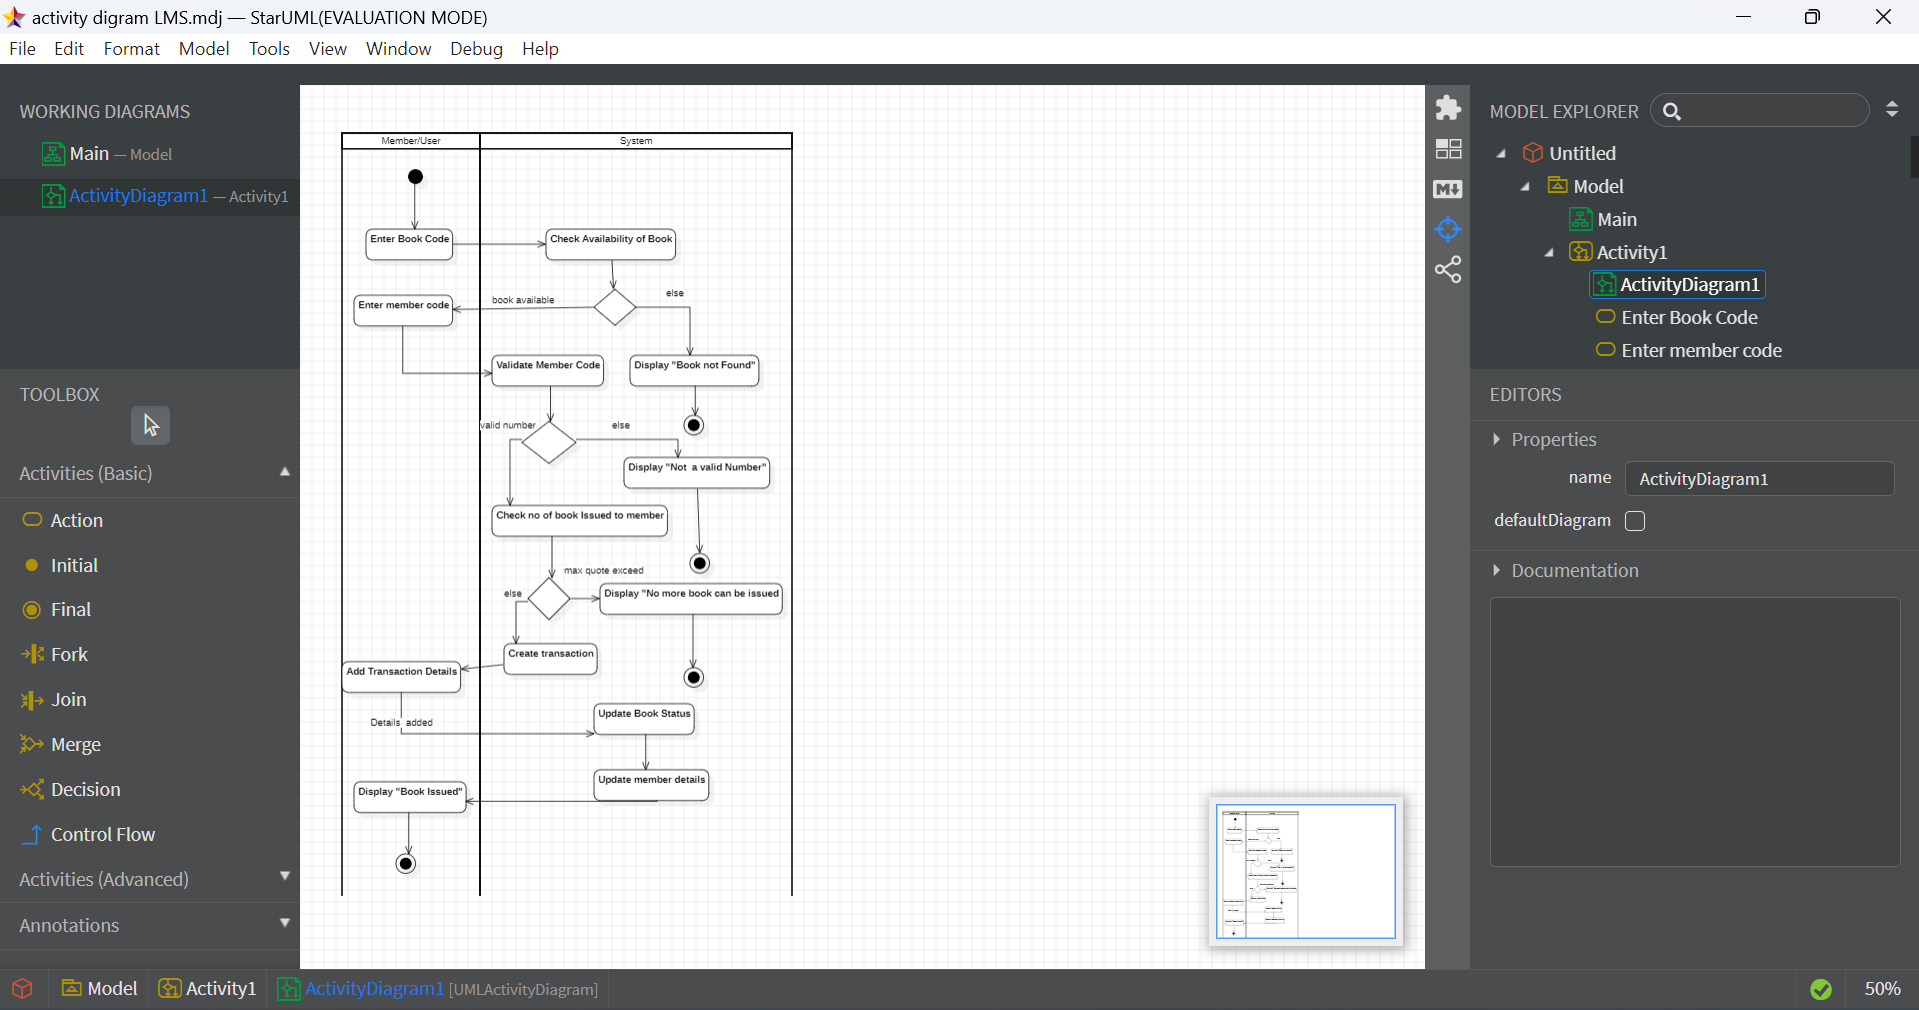 activity digram LMS.mdj — StarUML(EVALUATION MODE)
File Edit Format Model Tools View Window Debug Help
WORKING DIAGRAMS
Main — Model
ActivityDiagram1 — Activity1
TOOLBOX
Activities (Basic)
Action
Initial
Final
Fork
Join
Merge
Decision
Control Flow
Activities (Advanced)
Annotations
Member/User
System
Enter Book Code
Check Availability of Book
book available
else
Enter member code
Validate Member Code
Display "Book not Found"
valid number
else
Display "Not a valid Number"
Check no of book Issued to member
max quote exceed
else
Display "No more book can be issued
Create transaction
Add Transaction Details
Details added
Update Book Status
Update member details
Display "Book Issued"
M
MODEL EXPLORER
Untitled
Model
Main
Activity1
ActivityDiagram1
Enter Book Code
Enter member code
EDITORS
Properties
name ActivityDiagram1
defaultDiagram
Documentation
Model Activity1 ActivityDiagram1 [UMLActivityDiagram]
50%